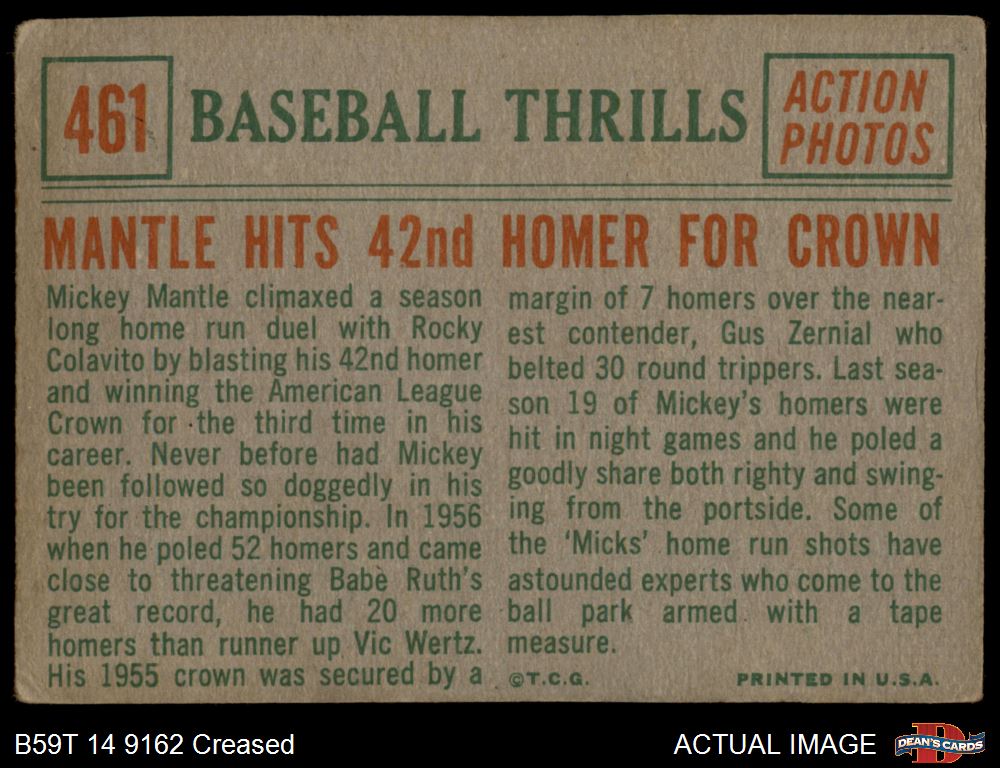 461
BASEBALL THRILLS
ACTION
PHOTOS
MANTLE HITS 42nd HOMER FOR CROWN
Mickey Mantle climaxed a season
long home run duel with Rocky
Colavito by blasting his 42nd homer
and winning the American League
Crown for the third time in his
career. Never before had Mickey
been followed so doggedly in his
try for the championship. In 1956
when he poled 52 homers and came
close to threatening Babe Ruth's
great record, he had 20 more
homers than runner up Vic Wertz.
His 1955 crown was secured by a
margin of 7 homers over the near-
est contender, Gus Zernial who
belted 30 round trippers. Last sea-
son 19 of Mickey's homers were
hit in night games and he poled a
goodly share both righty and swing-
ing from the portside. Some of
the 'Micks' home run shots have
astounded experts who come to the
ball park armed with a tape
measure.
©T.C.G.
PRINTED IN U.S.A.
B59T 14 9162 Creased
ACTUAL IMAGE
D
DEAN'S CARDS